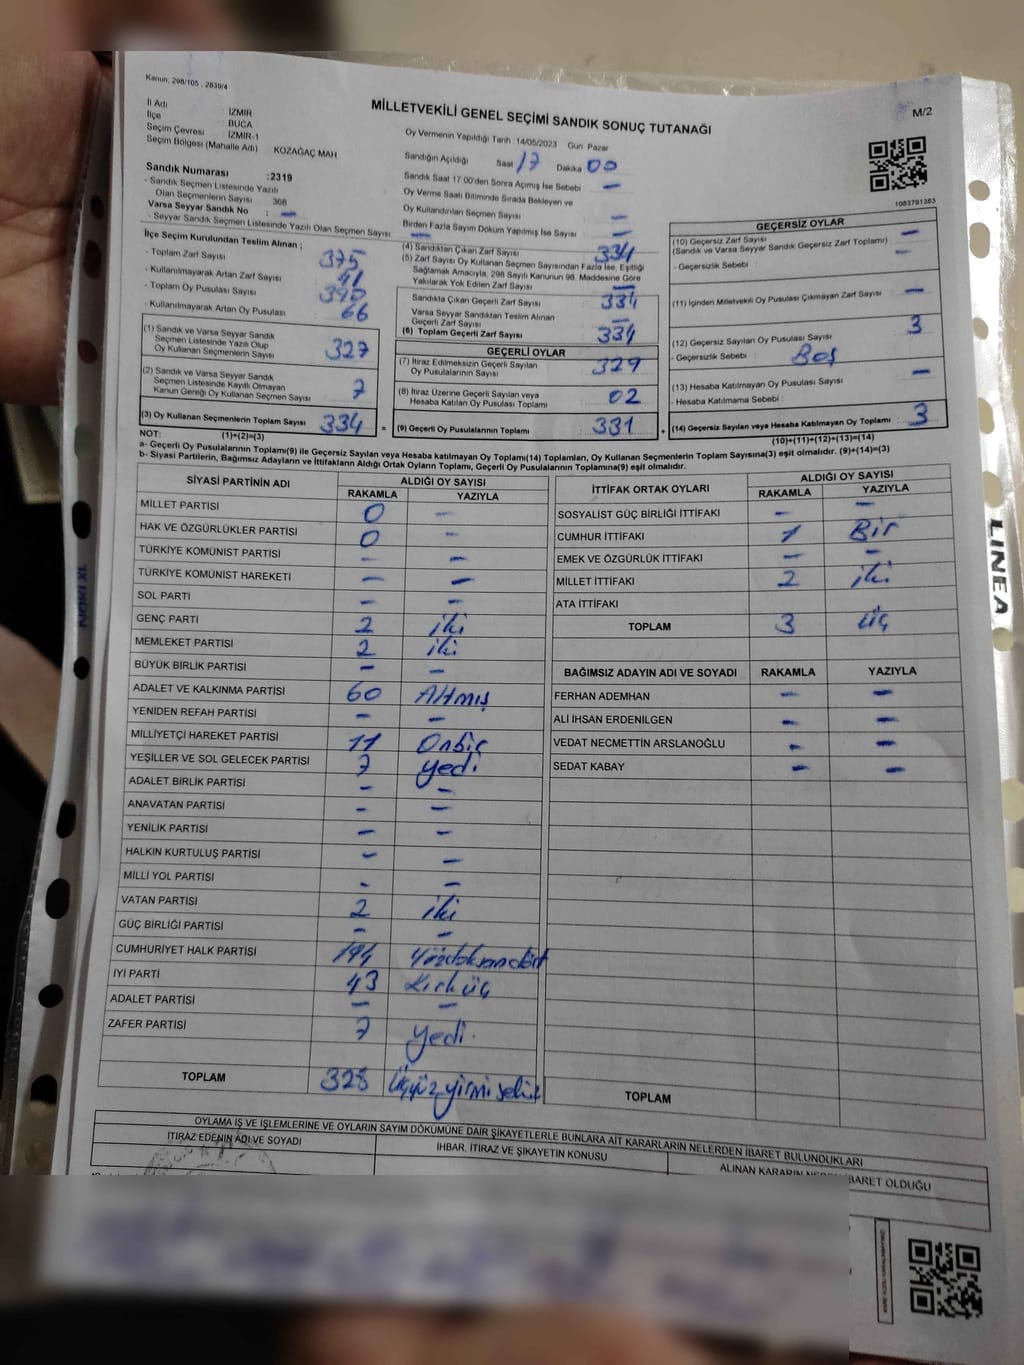 Kanun: 298/105 , 2839/4
MİLLETVEKİLİ GENEL SEÇİMİ SANDIK SONUÇ TUTANAĞI
M/2
İl Adı : İZMİR
İlçe : BUCA
Seçim Çevresi : İZMİR-1
Seçim Bölgesi (Mahalle Adı) KOZAĞAÇ MAH
Sandık Numarası :2319
- Sandık Seçmen Listesinde Yazılı
Olan Seçmenlerin Sayısı : 368
Varsa Seyyar Sandık No : -
- Seyyar Sandık Seçmen Listesinde Yazılı Olan Seçmen Sayısı : -
Oy Vermenin Yapıldığı Tarih :14/05/2023 Gün: Pazar
Sandığın Açıldığı Saat 17 Dakika 00
Sandık Saat 17.00'den Sonra Açmış İse Sebebi -
Oy Verme Saati Bitiminde Sırada Bekleyen ve
Oy Kullandırılan Seçmen Sayısı -
Birden Fazla Sayım Döküm Yapılmış İse Sayısı -
1083791383
İlçe Seçim Kurulundan Teslim Alınan ;
- Toplam Zarf Sayısı 375
- Kullanılmayarak Artan Zarf Sayısı 41
- Toplam Oy Pusulası Sayısı
- Kullanılmayarak Artan Oy Pusulası 66
(1) Sandık ve Varsa Seyyar Sandık
Seçmen Listesinde Yazılı Olup
Oy Kullanan Seçmenlerin Sayısı 327
(2) Sandık ve Varsa Seyyar Sandık
Seçmen Listesinde Kayıtlı Olmayan
Kanun Gereği Oy Kullanan Seçmen Sayısı 7
(3) Oy Kullanan Seçmenlerin Toplam Sayısı 334 =
(4) Sandıktan Çıkan Zarf Sayısı 334
(5) Zarf Sayısı Oy Kullanan Seçmen Sayısından Fazla İse, Eşitliği
Sağlamak Amacıyla, 298 Sayılı Kanunun 98. Maddesine Göre
Yakılarak Yok Edilen Zarf Sayısı -
Sandıkta Çıkan Geçerli Zarf Sayısı 334
Varsa Seyyar Sandıktan Teslim Alınan
Geçerli Zarf Sayısı -
(6) Toplam Geçerli Zarf Sayısı 334
GEÇERLİ OYLAR
(7) İtiraz Edilmeksizin Geçerli Sayılan
Oy Pusulalarının Sayısı 329
(8) İtiraz Üzerine Geçerli Sayılan veya
Hesaba Katılan Oy Pusulası Toplamı 02
(9) Geçerli Oy Pusulalarının Toplamı 331 +
GEÇERSİZ OYLAR
(10) Geçersiz Zarf Sayısı -
(Sandık ve Varsa Seyyar Sandık Geçersiz Zarf Toplamı)
- Geçersizlik Sebebi : -
(11) İçinden Milletvekili Oy Pusulası Çıkmayan Zarf Sayısı -
(12) Geçersiz Sayılan Oy Pusulası Sayısı 3
- Geçersizlik Sebebi : Boş
(13) Hesaba Katılmayan Oy Pusulası Sayısı -
- Hesaba Katılmama Sebebi :
(14) Geçersiz Sayılan veya Hesaba Katılmayan Oy Toplamı 3
NOT: (1)+(2)=(3) (10)+(11)+(12)+(13)=(14)
a- Geçerli Oy Pusulalarının Toplamı(9) ile Geçersiz Sayılan veya Hesaba katılmayan Oy Toplamı(14) Toplamları, Oy Kullanan Seçmenlerin Toplam Sayısına(3) eşit olmalıdır. (9)+(14)=(3)
b- Siyasi Partilerin, Bağımsız Adayların ve İttifakların Aldığı Ortak Oyların Toplamı, Geçerli Oy Pusulalarının Toplamına(9) eşit olmalıdır.
SİYASİ PARTİNİN ADI ALDIĞI OY SAYISI
RAKAMLA YAZIYLA
MİLLET PARTİSİ 0 -
HAK VE ÖZGÜRLÜKLER PARTİSİ 0 -
TÜRKİYE KOMÜNİST PARTİSİ - -
TÜRKİYE KOMÜNİST HAREKETİ - -
SOL PARTİ - -
GENÇ PARTİ 2 iki
MEMLEKET PARTİSİ 2 iki
BÜYÜK BİRLİK PARTİSİ - -
ADALET VE KALKINMA PARTİSİ 60 Altmış
YENİDEN REFAH PARTİSİ - -
MİLLİYETÇİ HAREKET PARTİSİ 11 Onbir
YEŞİLLER VE SOL GELECEK PARTİSİ 7 yedi
ADALET BİRLİK PARTİSİ - -
ANAVATAN PARTİSİ - -
YENİLİK PARTİSİ - -
HALKIN KURTULUŞ PARTİSİ - -
MİLLİ YOL PARTİSİ - -
VATAN PARTİSİ 2 iki
GÜÇ BİRLİĞİ PARTİSİ - -
CUMHURİYET HALK PARTİSİ 194 Yüzdoksandört
İYİ PARTİ 43 Kırküç
ADALET PARTİSİ - -
ZAFER PARTİSİ 7 yedi
TOPLAM 328 Üçyüzyirmisekiz
İTTİFAK ORTAK OYLARI ALDIĞI OY SAYISI
RAKAMLA YAZIYLA
SOSYALİST GÜÇ BİRLİĞİ İTTİFAKI - -
CUMHUR İTTİFAKI 1 Bir
EMEK VE ÖZGÜRLÜK İTTİFAKI - -
MİLLET İTTİFAKI 2 iki
ATA İTTİFAKI
TOPLAM 3 üç
BAĞIMSIZ ADAYIN ADI VE SOYADI RAKAMLA YAZIYLA
FERHAN ADEMHAN - -
ALİ İHSAN ERDENİLGEN - -
VEDAT NECMETTİN ARSLANOĞLU - -
SEDAT KABAY - -
TOPLAM
OYLAMA İŞ VE İŞLEMLERİNE VE OYLARIN SAYIM DÖKÜMÜNE DAİR ŞİKAYETLERLE BUNLARA AİT KARARLARIN NELERDEN İBARET BULUNDUKLARI
İTİRAZ EDENİN ADI VE SOYADI İHBAR, İTİRAZ VE ŞİKAYETİN KONUSU ALINAN KARARIN NEDEN İBARET OLDUĞU
LINEA
NOKI XL